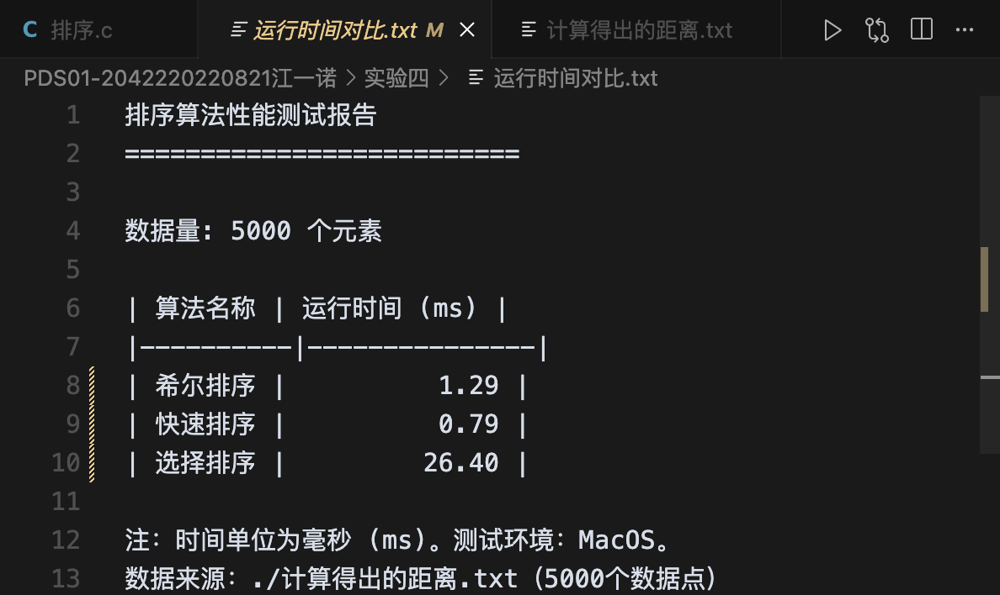 C 排序.c
运行时间对比.txt M
计算得出的距离.txt
PDS01-2042220220821江一诺 > 实验四 > 运行时间对比.txt
1 排序算法性能测试报告
2 ==========================
3
4 数据量: 5000 个元素
5
6 | 算法名称 | 运行时间 (ms) |
7 |----------|---------------|
8 | 希尔排序 | 1.29 |
9 | 快速排序 | 0.79 |
10 | 选择排序 | 26.40 |
11
12 注：时间单位为毫秒 (ms)。测试环境：MacOS。
13 数据来源：./计算得出的距离.txt（5000个数据点）